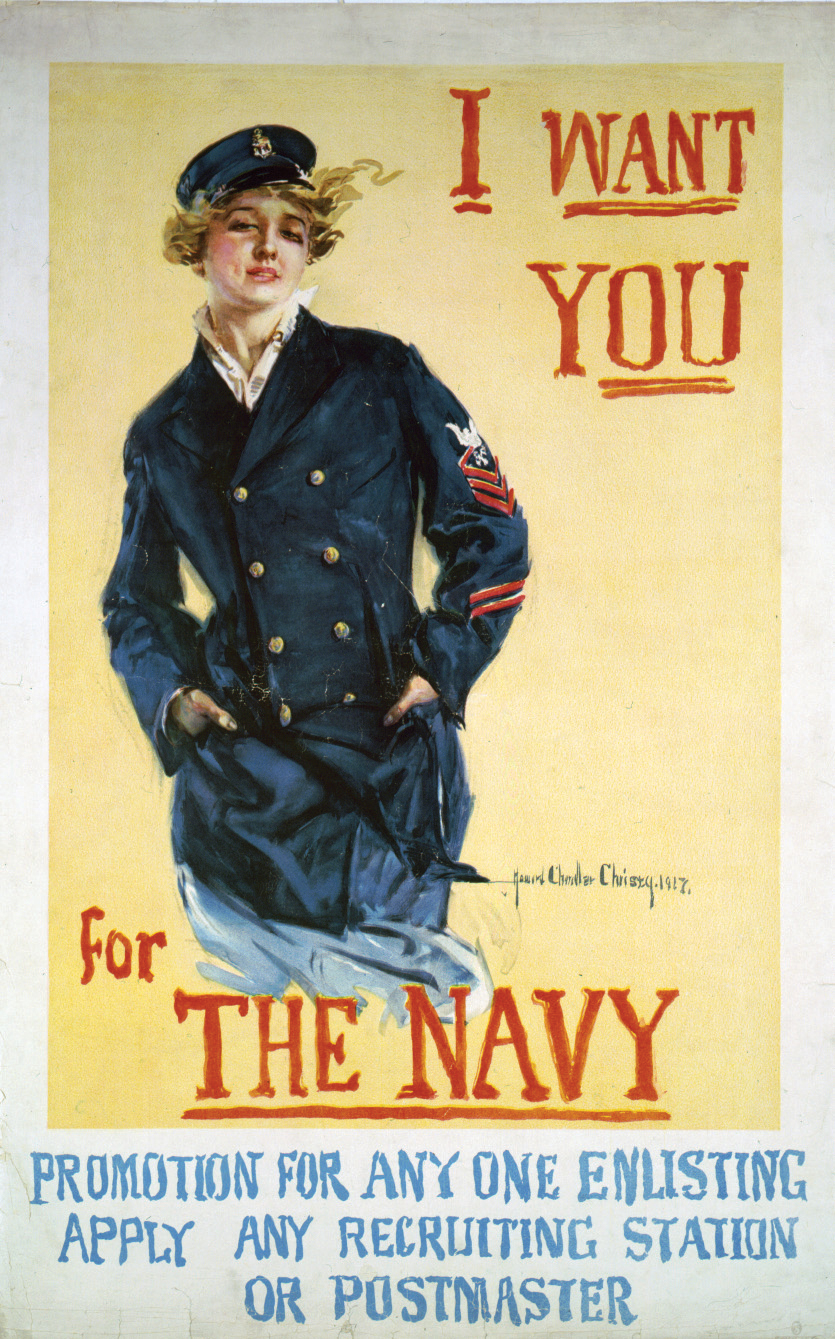 I WANT
YOU
Howard Chandler Christy. 1917.
for
THE NAVY
PROMOTION FOR ANY ONE ENLISTING
APPLY ANY RECRUITING STATION
OR POSTMASTER